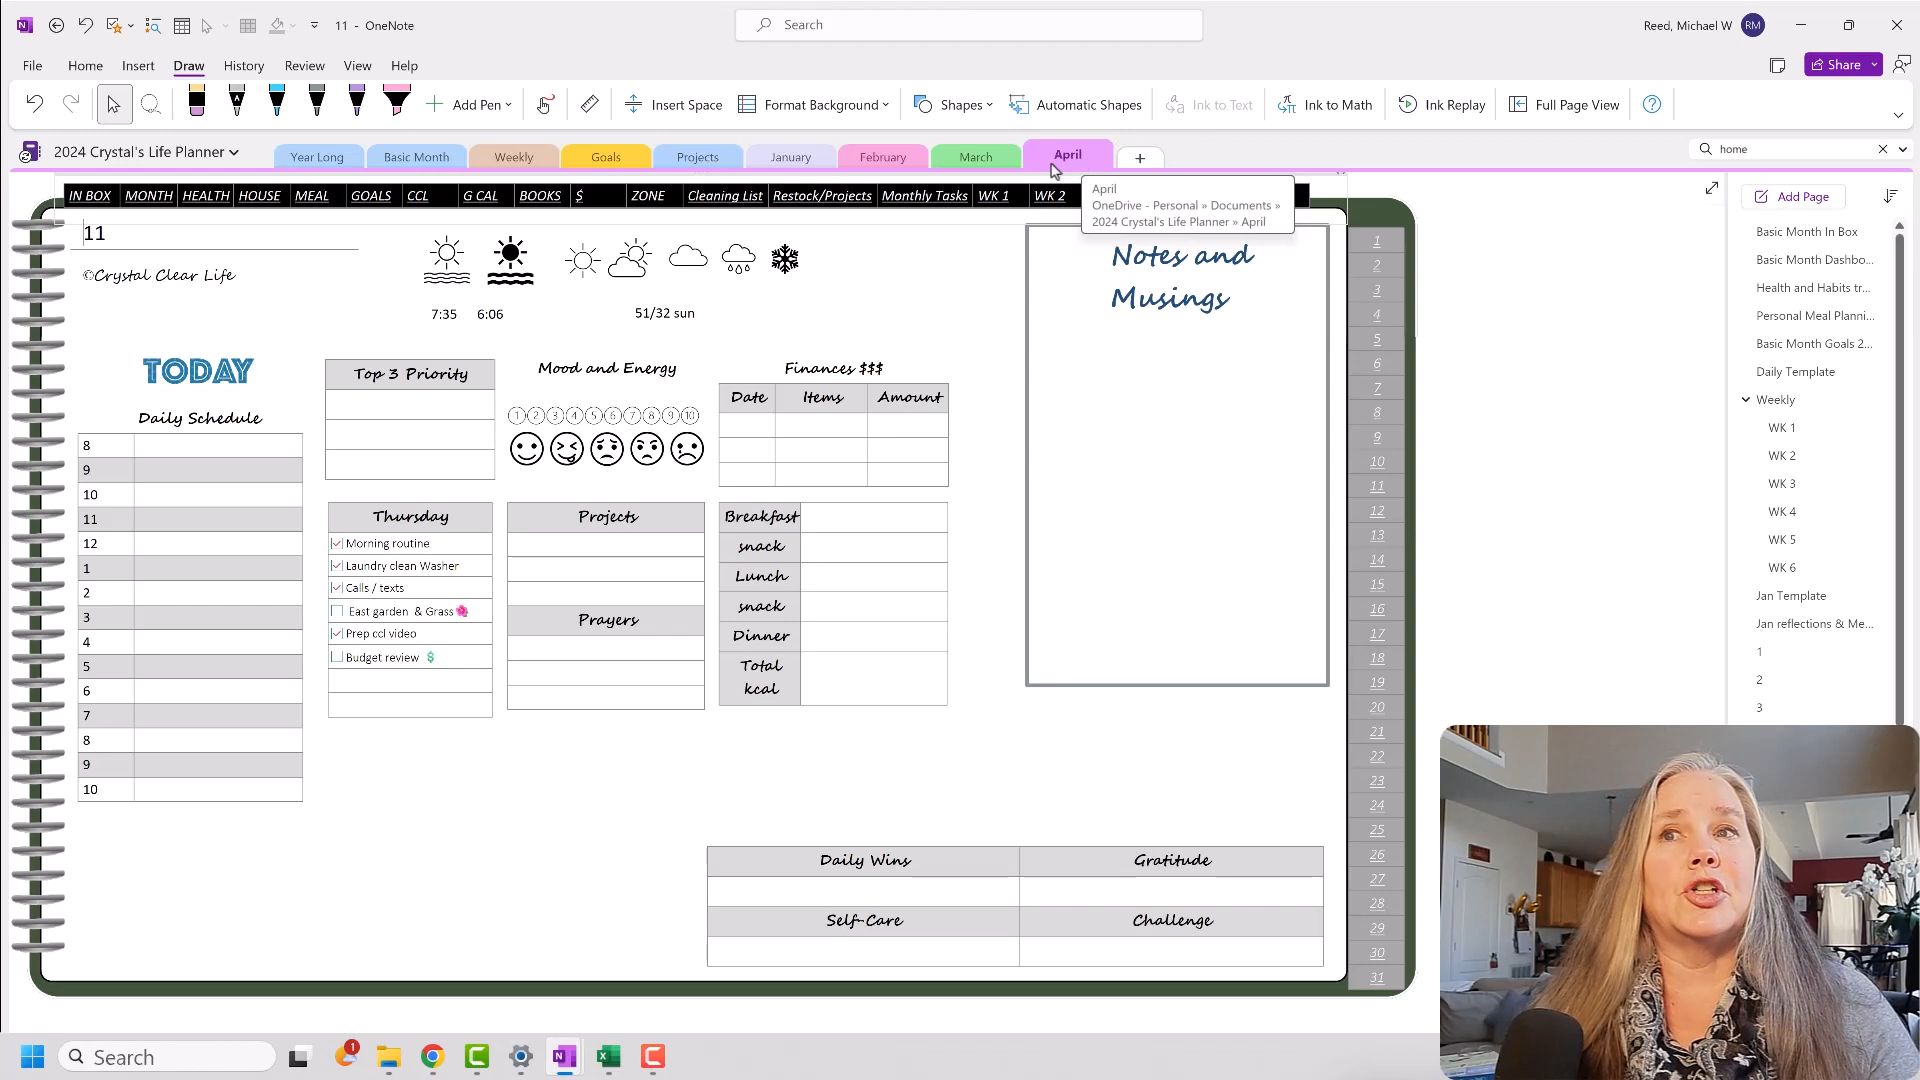 11 - OneNote
Search
Reed, Michael W
RM
File Home Insert Draw History Review View Help
Share
Add Pen
Insert Space
Format Background
Shapes
Automatic Shapes
Ink to Text
Ink to Math
Ink Replay
Full Page View
2024 Crystal's Life Planner
Year Long Basic Month Weekly Goals Projects January February March April +
home
IN BOX MONTH HEALTH HOUSE MEAL GOALS CCL G CAL BOOKS $ ZONE Cleaning List Restock/Projects Monthly Tasks WK 1 WK 2
April
OneDrive - Personal » Documents »
2024 Crystal's Life Planner » April
11
©Crystal Clear Life
7:35 6:06
51/32 sun
Notes and
Musings
TODAY
Daily Schedule
8
9
10
11
12
1
2
3
4
5
6
7
8
9
10
Top 3 Priority
Mood and Energy
1 2 3 4 5 6 7 8 9 10
Finances $$$
Date Items Amount
Thursday
Morning routine
Laundry clean Washer
Calls / texts
East garden & Grass
Prep ccl video
Budget review $
Projects
Prayers
Breakfast
snack
Lunch
snack
Dinner
Total
kcal
Daily Wins Gratitude
Self-Care Challenge
1
2
3
4
5
6
7
8
9
10
11
12
13
14
15
16
17
18
19
20
21
22
23
24
25
26
27
28
29
30
31
Add Page
Basic Month In Box
Basic Month Dashbo...
Health and Habits tr...
Personal Meal Planni...
Basic Month Goals 2...
Daily Template
Weekly
WK 1
WK 2
WK 3
WK 4
WK 5
WK 6
Jan Template
Jan reflections & Me...
1
2
3
Search
1